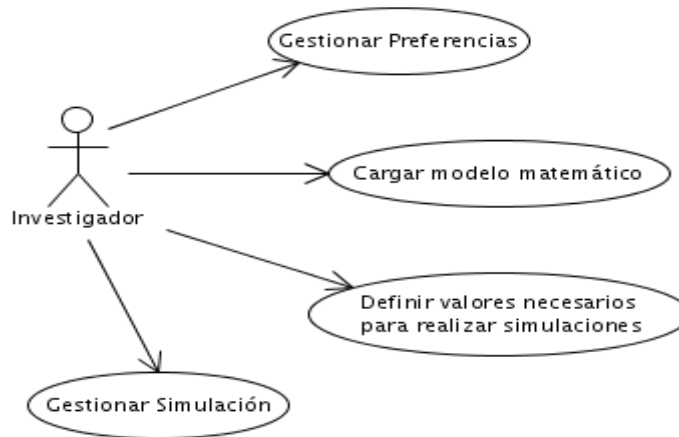 Gestionar Preferencias
Cargar modelo matemático
Investigador
Definir valores necesarios
para realizar simulaciones
Gestionar Simulación